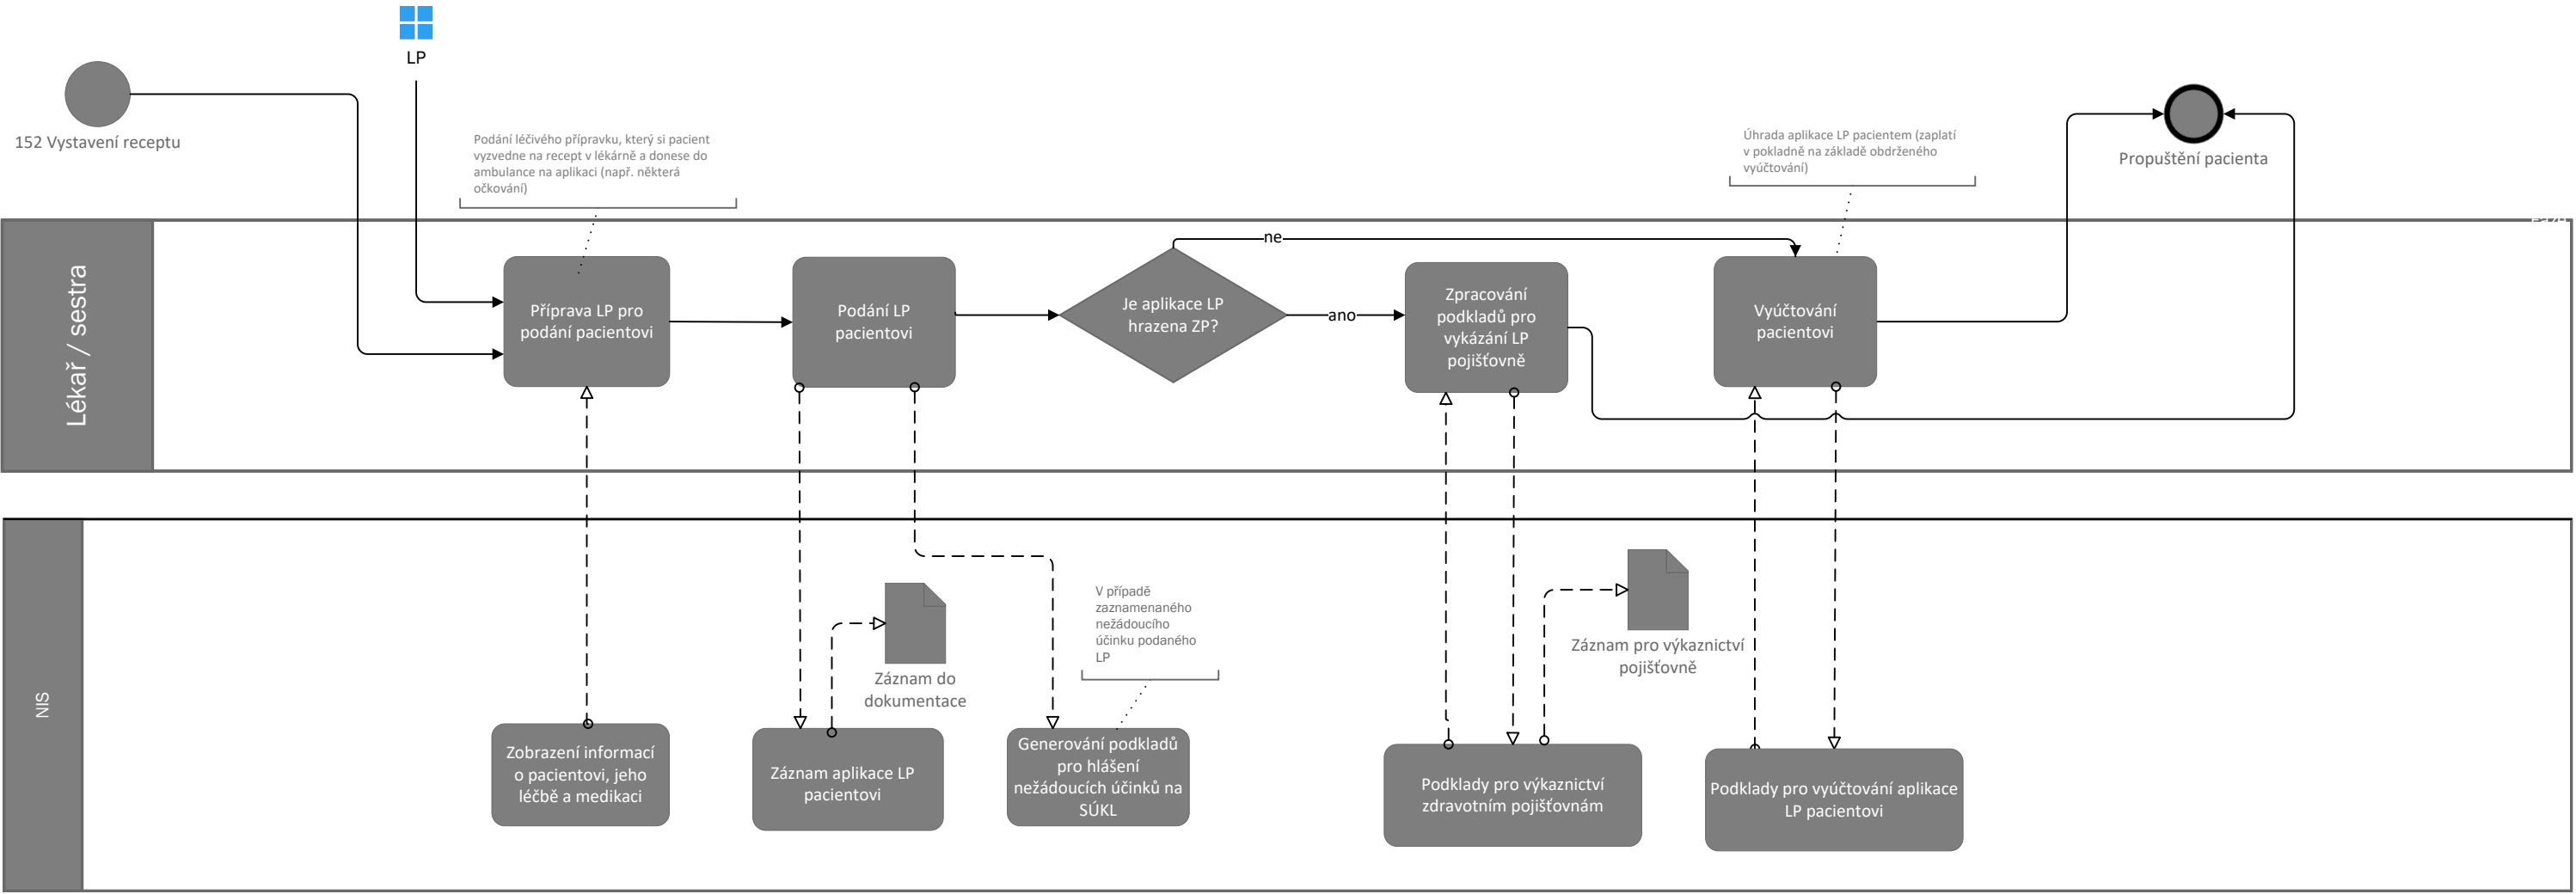 LP
152 Vystavení receptu
Podání léčivého přípravku, který si pacient
vyzvedne na recept v lékárně a donese do
ambulance na aplikaci (např. některá
očkování)
Úhrada aplikace LP pacientem (zaplatí
v pokladně na základě obdrženého
vyúčtování)
Propuštění pacienta
Lékař / sestra
Příprava LP pro
podání pacientovi
Podání LP
pacientovi
Je aplikace LP
hrazena ZP?
ne
ano
Zpracování
podkladů pro
vykázání LP
pojišťovně
Vyúčtování
pacientovi
NIS
Zobrazení informací
o pacientovi, jeho
léčbě a medikaci
Záznam aplikace LP
pacientovi
Záznam do
dokumentace
V případě
zaznamenaného
nežádoucího
účinku podaného
LP
Generování podkladů
pro hlášení
nežádoucích účinků na
SÚKL
Záznam pro výkaznictví
pojišťovně
Podklady pro výkaznictví
zdravotním pojišťovnám
Podklady pro vyúčtování aplikace
LP pacientovi